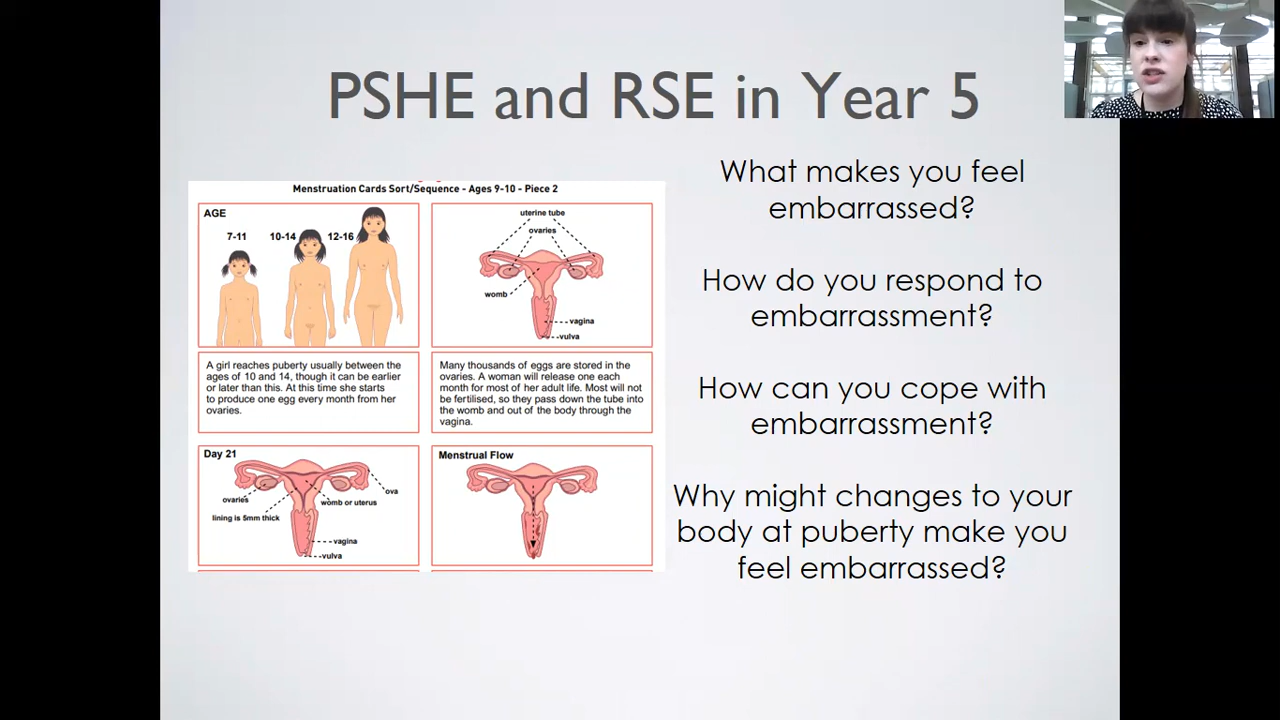 PSHE and RSE in Year 5
Menstruation Cards Sort/Sequence - Ages 9-10 - Piece 2
AGE
7-11
10-14
12-16
uterine tube
ovaries
womb
vagina
vulva
A girl reaches puberty usually between the
ages of 10 and 14, though it can be earlier
or later than this. At this time she starts
to produce one egg every month from her
ovaries.
Many thousands of eggs are stored in the
ovaries. A woman will release one each
month for most of her adult life. Most will not
be fertilised, so they pass down the tube into
the womb and out of the body through the
vagina.
Day 21
ovaries
lining is 5mm thick
womb or uterus
ova
vagina
vulva
Menstrual Flow
What makes you feel
embarrassed?
How do you respond to
embarrassment?
How can you cope with
embarrassment?
Why might changes to your
body at puberty make you
feel embarrassed?